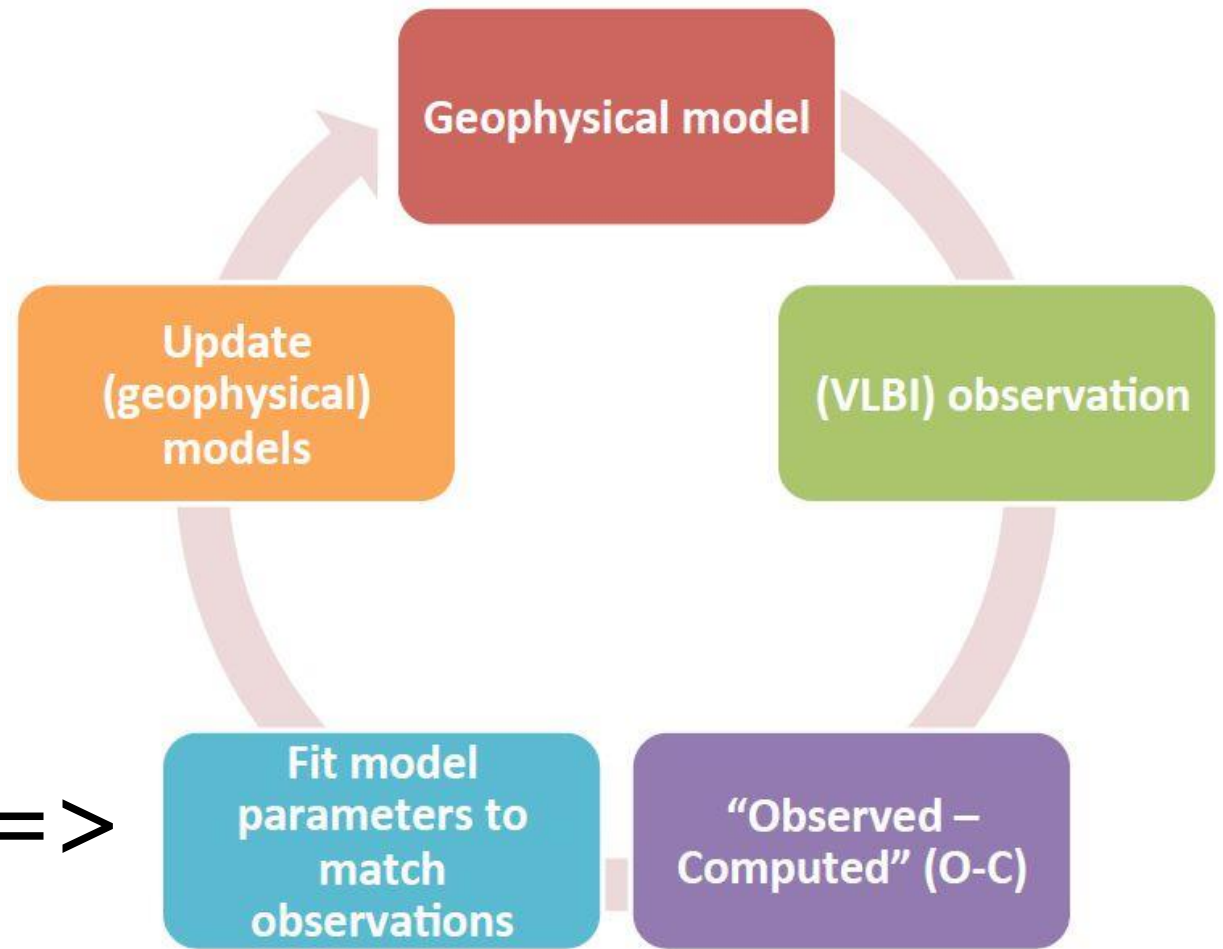 Geophysical model
(VLBI) observation
“Observed –
Computed” (O-C)
=>
Fit model
parameters to
match
observations
Update
(geophysical)
models